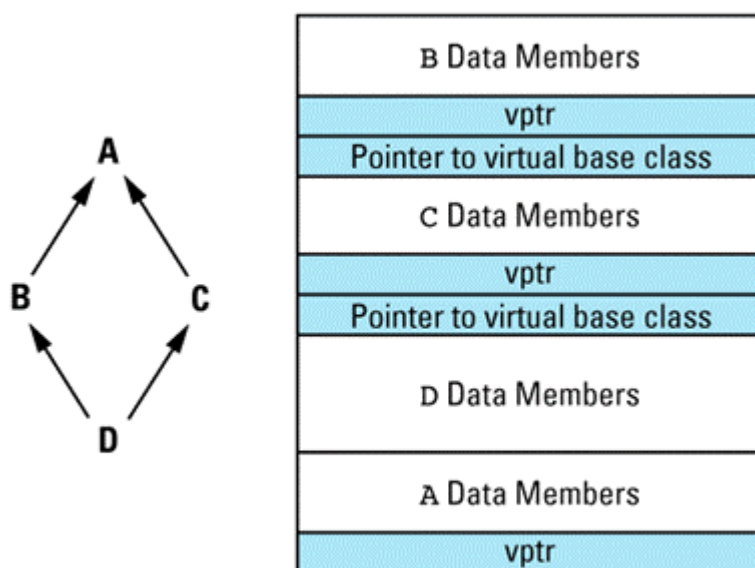 A
B
C
D
B Data Members
vptr
Pointer to virtual base class
C Data Members
vptr
Pointer to virtual base class
D Data Members
A Data Members
vptr